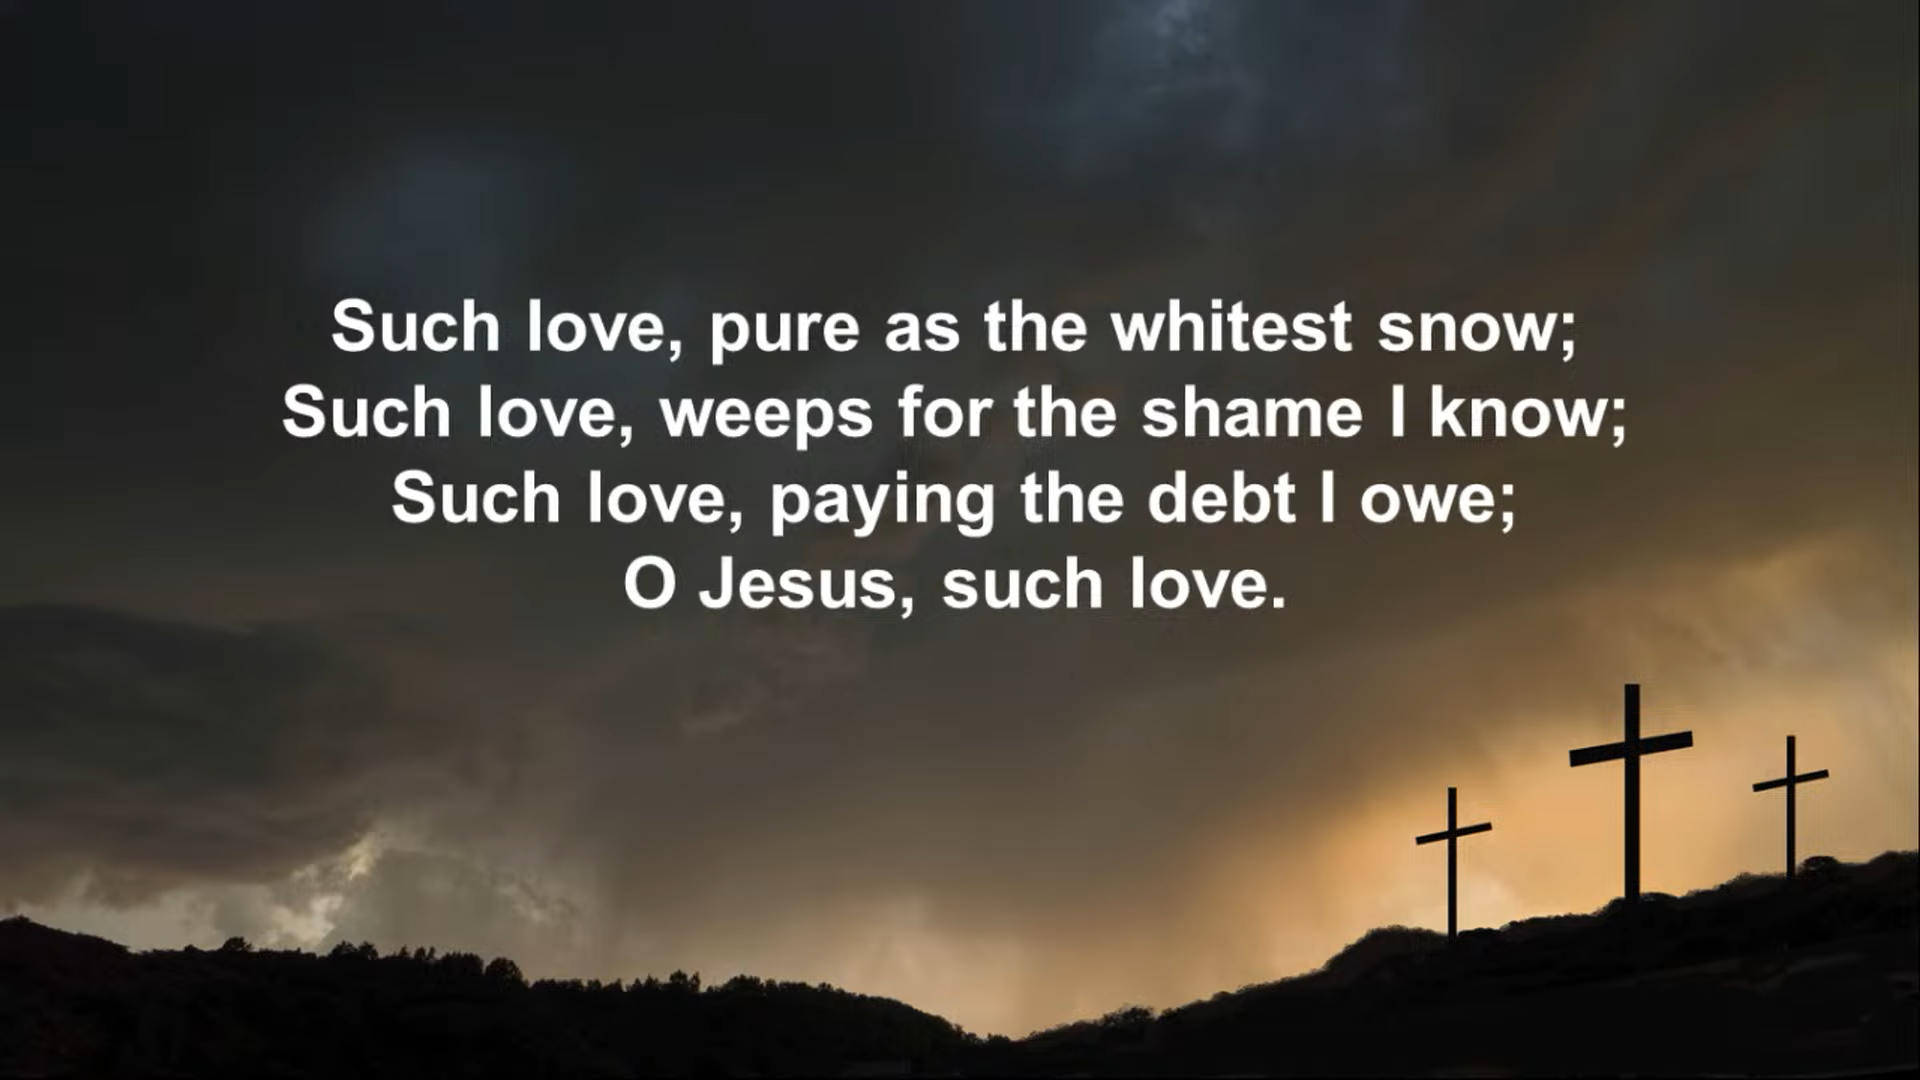 Such love, pure as the whitest snow;
Such love, weeps for the shame I know;
Such love, paying the debt I owe;
O Jesus, such love.